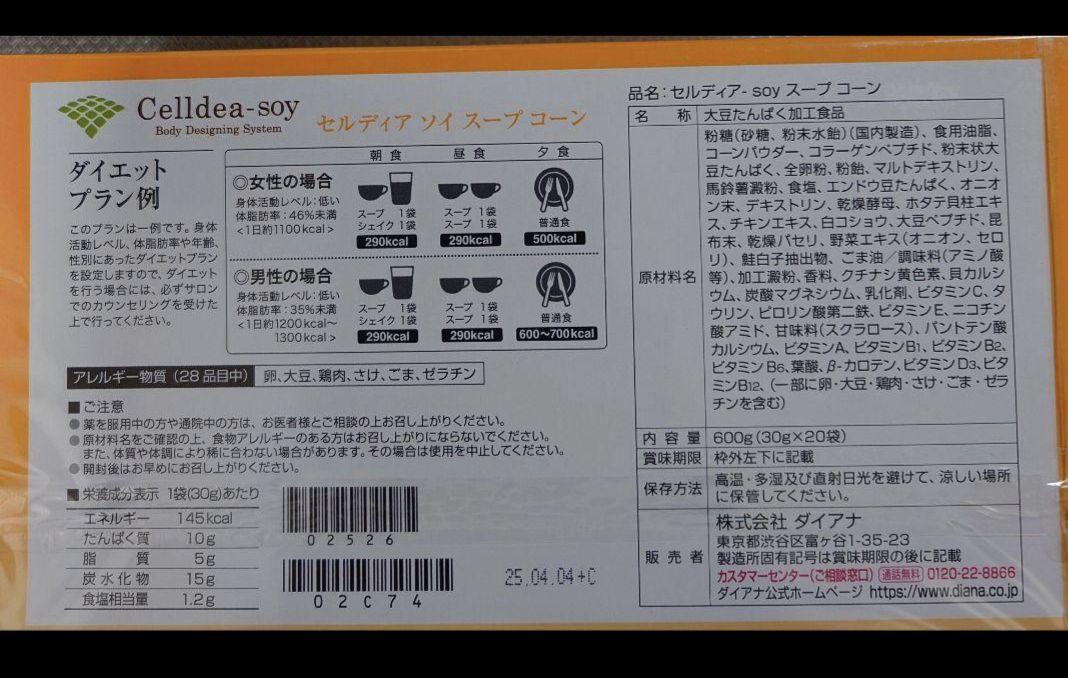 Celldea-soy
Body Designing System
セルディア ソイ スープ コーン
ダイエット
プラン例
このプランは一例です。身体
活動レベル、体脂肪率や年齢、
性別にあったダイエットプラン
を設定しますので、ダイエット
を行う場合には、必ずサロン
でのカウンセリングを受けた
上で行ってください。
朝食 昼食 夕食
◎女性の場合
身体活動レベル:低い
体脂肪率:46%未満
<1日約1100kcal>
スープ 1袋
シェイク 1袋
290kcal
スープ 1袋
スープ 1袋
290kcal
普通食
500kcal
◎男性の場合
身体活動レベル:低い
体脂肪率:35%未満
<1日約1200kcal〜
1300kcal>
スープ 1袋
シェイク 1袋
290kcal
スープ 1袋
スープ 1袋
290kcal
普通食
600〜700kcal
アレルギー物質(28品目中) 卵、大豆、鶏肉、さけ、ごま、ゼラチン
■ご注意
●薬を服用中の方や通院中の方は、お医者様とご相談の上お召し上がりください。
●原材料名をご確認の上、食物アレルギーのある方はお召し上がりにならないでください。
また、体質や体調により稀に合わない場合があります。その場合は使用を中止してください。
●開封後はお早めにお召し上がりください。
■栄養成分表示 1袋(30g)あたり
エネルギー 145kcal
たんぱく質 10g
脂質 5g
炭水化物 15g
食塩相当量 1.2g
02526
02C74
25.04.04+C
品名:セルディア- soy スープ コーン
名称 大豆たんぱく加工食品
原材料名
粉糖(砂糖、粉末水飴)(国内製造)、食用油脂、
コーンパウダー、コラーゲンペプチド、粉末状大
豆たんぱく、全卵粉、粉飴、マルトデキストリン、
馬鈴薯澱粉、食塩、エンドウ豆たんぱく、オニオ
ン末、デキストリン、乾燥酵母、ホタテ貝柱エキ
ス、チキンエキス、白コショウ、大豆ペプチド、昆
布末、乾燥パセリ、野菜エキス(オニオン、セロ
リ)、鮭白子抽出物、ごま油/調味料(アミノ酸
等)、加工澱粉、香料、クチナシ黄色素、貝カルシ
ウム、炭酸マグネシウム、乳化剤、ビタミンC、タ
ウリン、ピロリン酸第二鉄、ビタミンE、ニコチン
酸アミド、甘味料(スクラロース)、パントテン酸
カルシウム、ビタミンA、ビタミンB1、ビタミンB2、
ビタミンB6、葉酸、β-カロテン、ビタミンD3、ビタ
ミンB12、(一部に卵・大豆・鶏肉・さけ・ごま・ゼラ
チンを含む)
内容量 600g(30g×20袋)
賞味期限 枠外左下に記載
保存方法 高温・多湿及び直射日光を避けて、涼しい場所
に保管してください。
販売者
株式会社 ダイアナ
東京都渋谷区富ヶ谷1-35-23
製造所固有記号は賞味期限の後に記載
カスタマーセンター(ご相談窓口) 通話無料 0120-22-8866
ダイアナ公式ホームページ https://www.diana.co.jp